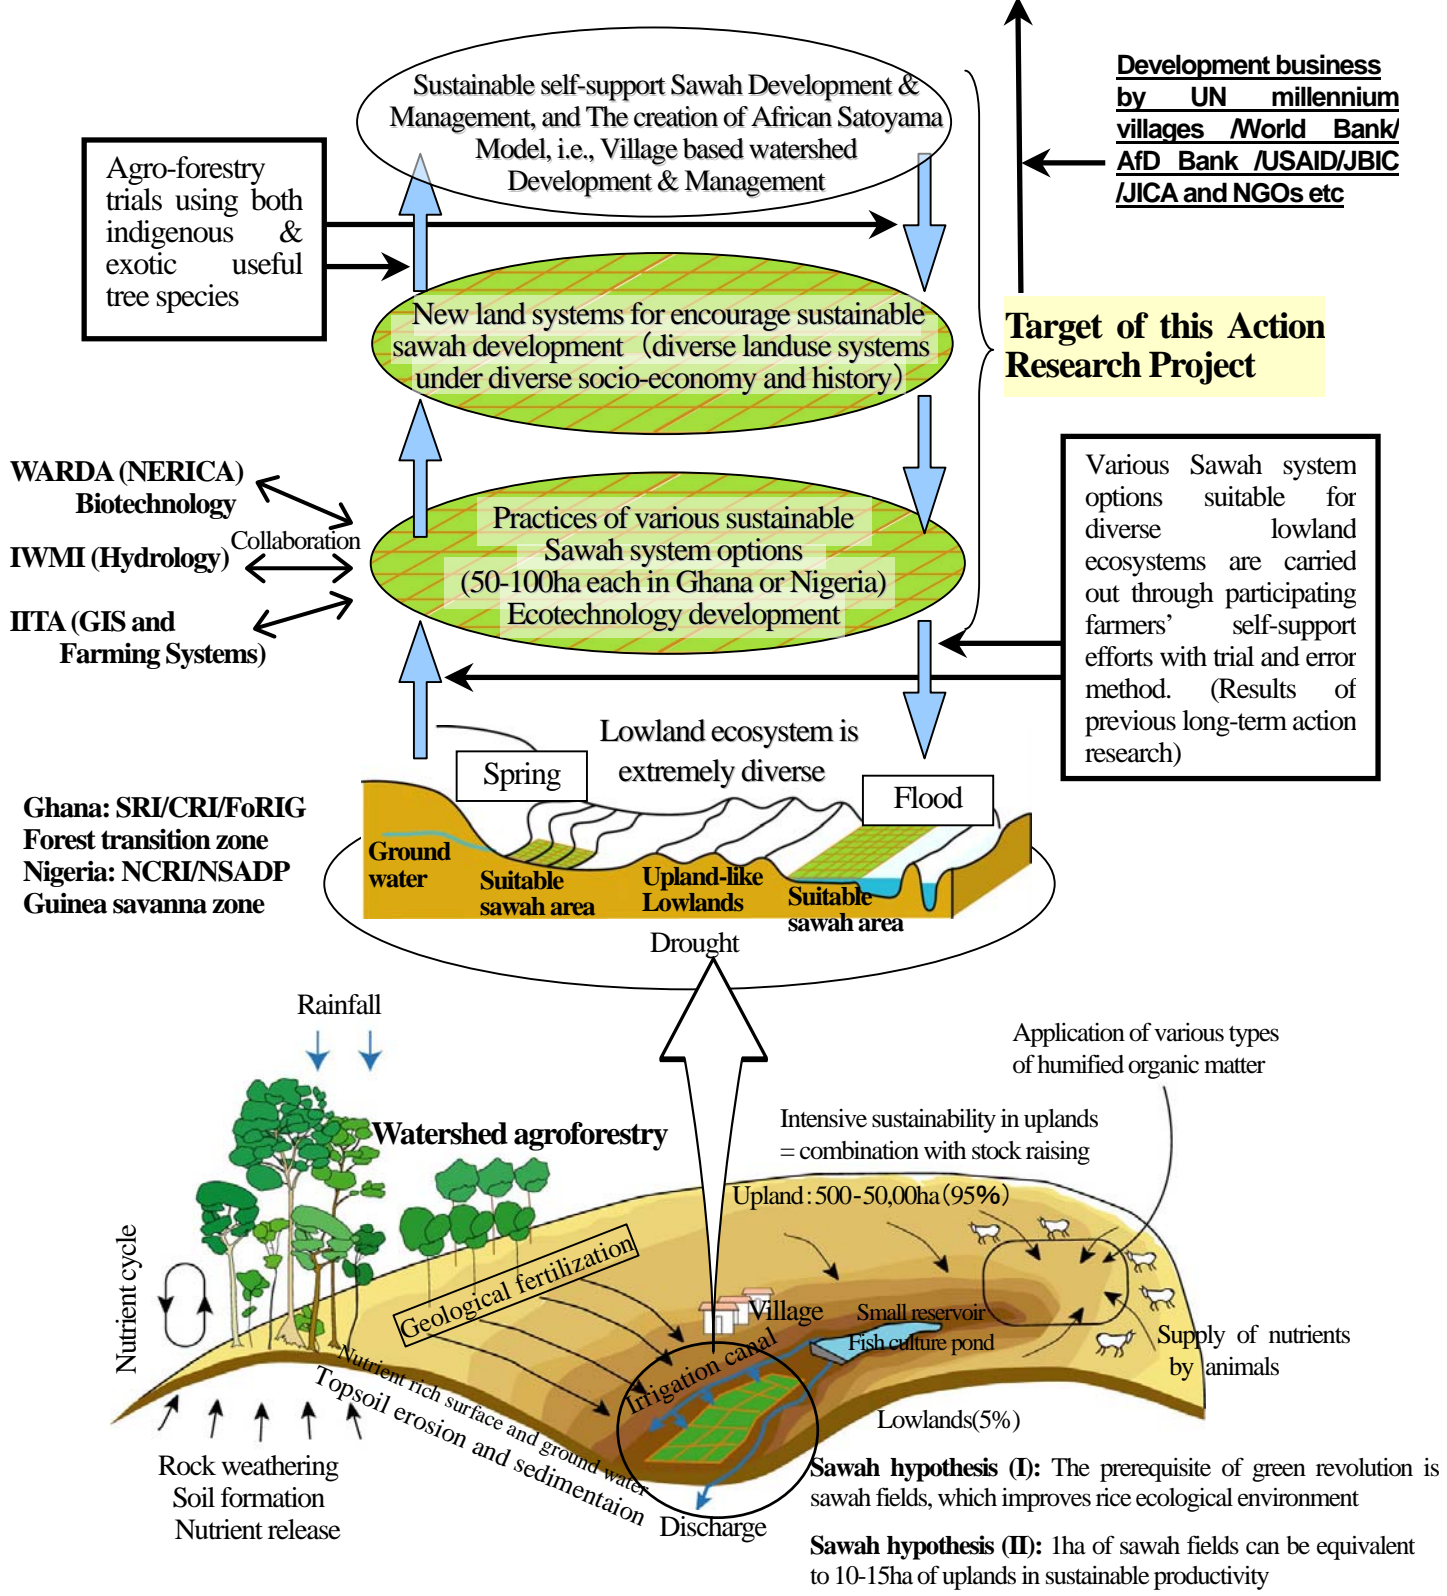 Sustainable self-support Sawah Development &
Management, and The creation of African Satoyama
Model, i.e., Village based watershed
Development & Management
Development business
by UN millennium
villages /World Bank/
AfD Bank /USAID/JBIC
/JICA and NGOs etc
Agro-forestry
trials using both
indigenous &
exotic useful
tree species
New land systems for encourage sustainable
sawah development（diverse landuse systems
under diverse socio-economy and history）
Target of this Action
Research Project
WARDA (NERICA)
Biotechnology
Collaboration
IWMI (Hydrology)
IITA (GIS and
Farming Systems)
Practices of various sustainable
Sawah system options
(50-100ha each in Ghana or Nigeria)
Ecotechnology development
Various Sawah system
options suitable for
diverse lowland
ecosystems are carried
out through participating
farmers’ self-support
efforts with trial and error
method. (Results of
previous long-term action
research)
Lowland ecosystem is
extremely diverse
Spring
Flood
Ghana: SRI/CRI/FoRIG
Forest transition zone
Nigeria: NCRI/NSADP
Guinea savanna zone
Ground
water
Suitable
sawah area
Upland-like
Lowlands
Suitable
sawah area
Drought
Rainfall
Application of various types
of humified organic matter
Watershed agroforestry
Intensive sustainability in uplands
= combination with stock raising
Upland：500-50,00ha（95%）
Nutrient cycle
Geological fertilization
Village
Small reservoir
Fish culture pond
Irrigation canal
Supply of nutrients
by animals
Nutrient rich surface and ground water
Topsoil erosion and sedimentaion
Lowlands(5%)
Rock weathering
Soil formation
Nutrient release
Discharge
Sawah hypothesis (I): The prerequisite of green revolution is
sawah fields, which improves rice ecological environment
Sawah hypothesis (II): 1ha of sawah fields can be equivalent
to 10-15ha of uplands in sustainable productivity